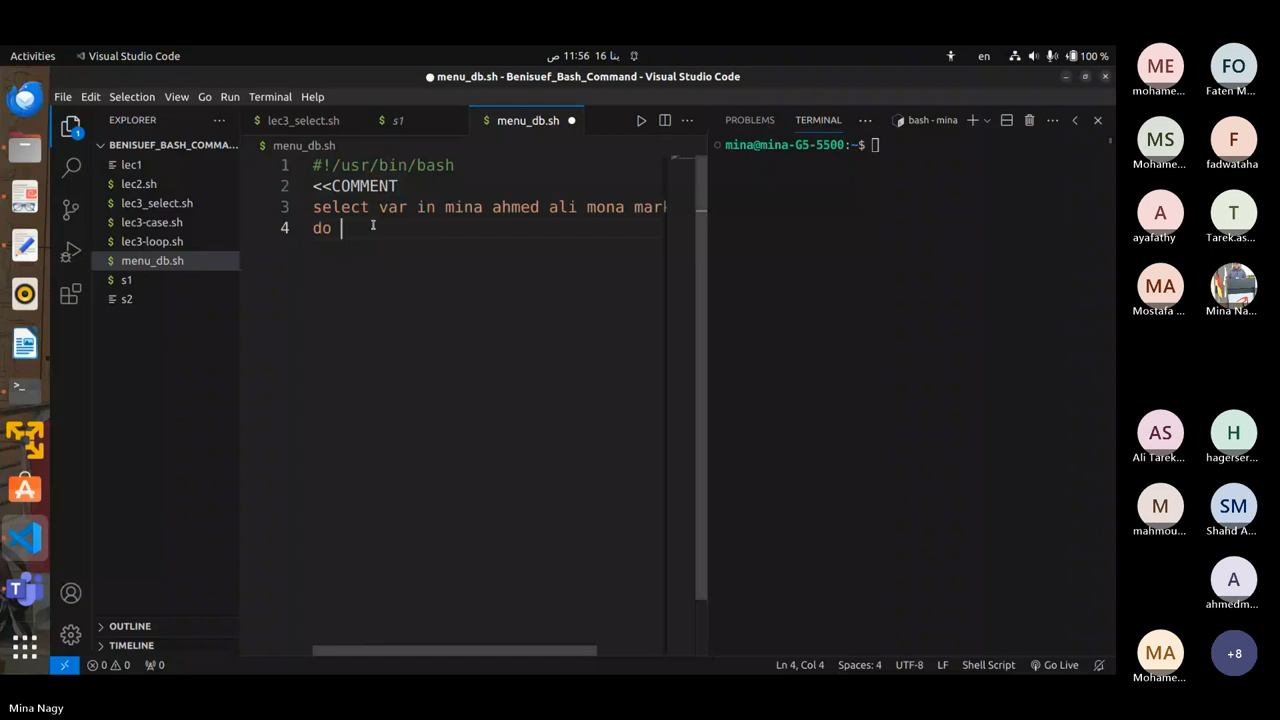 Activities
Visual Studio Code
11:56 ص
16 ينا
en
100 %
menu_db.sh - Benisuef_Bash_Command - Visual Studio Code
File Edit Selection View Go Run Terminal Help
EXPLORER
lec3_select.sh
s1
menu_db.sh
PROBLEMS
TERMINAL
bash - mina
BENISUEF_BASH_COMMA...
lec1
lec2.sh
lec3_select.sh
lec3-case.sh
lec3-loop.sh
menu_db.sh
s1
s2
OUTLINE
TIMELINE
menu_db.sh
1 #!/usr/bin/bash
2 <<COMMENT
3 select var in mina ahmed ali mona mark
4 do
mina@mina-G5-5500:~$
0 0 0
Ln 4, Col 4
Spaces: 4
UTF-8
LF
Shell Script
Go Live
ME
mohame...
FO
Faten M...
MS
Mohame...
F
fadwataha
A
ayafathy
T
Tarek.as...
MA
Mostafa ...
Mina Na...
AS
Ali Tarek...
H
hagerser...
M
mahmou...
SM
Shahd A...
A
ahmedm...
MA
Mohame...
+8
Mina Nagy